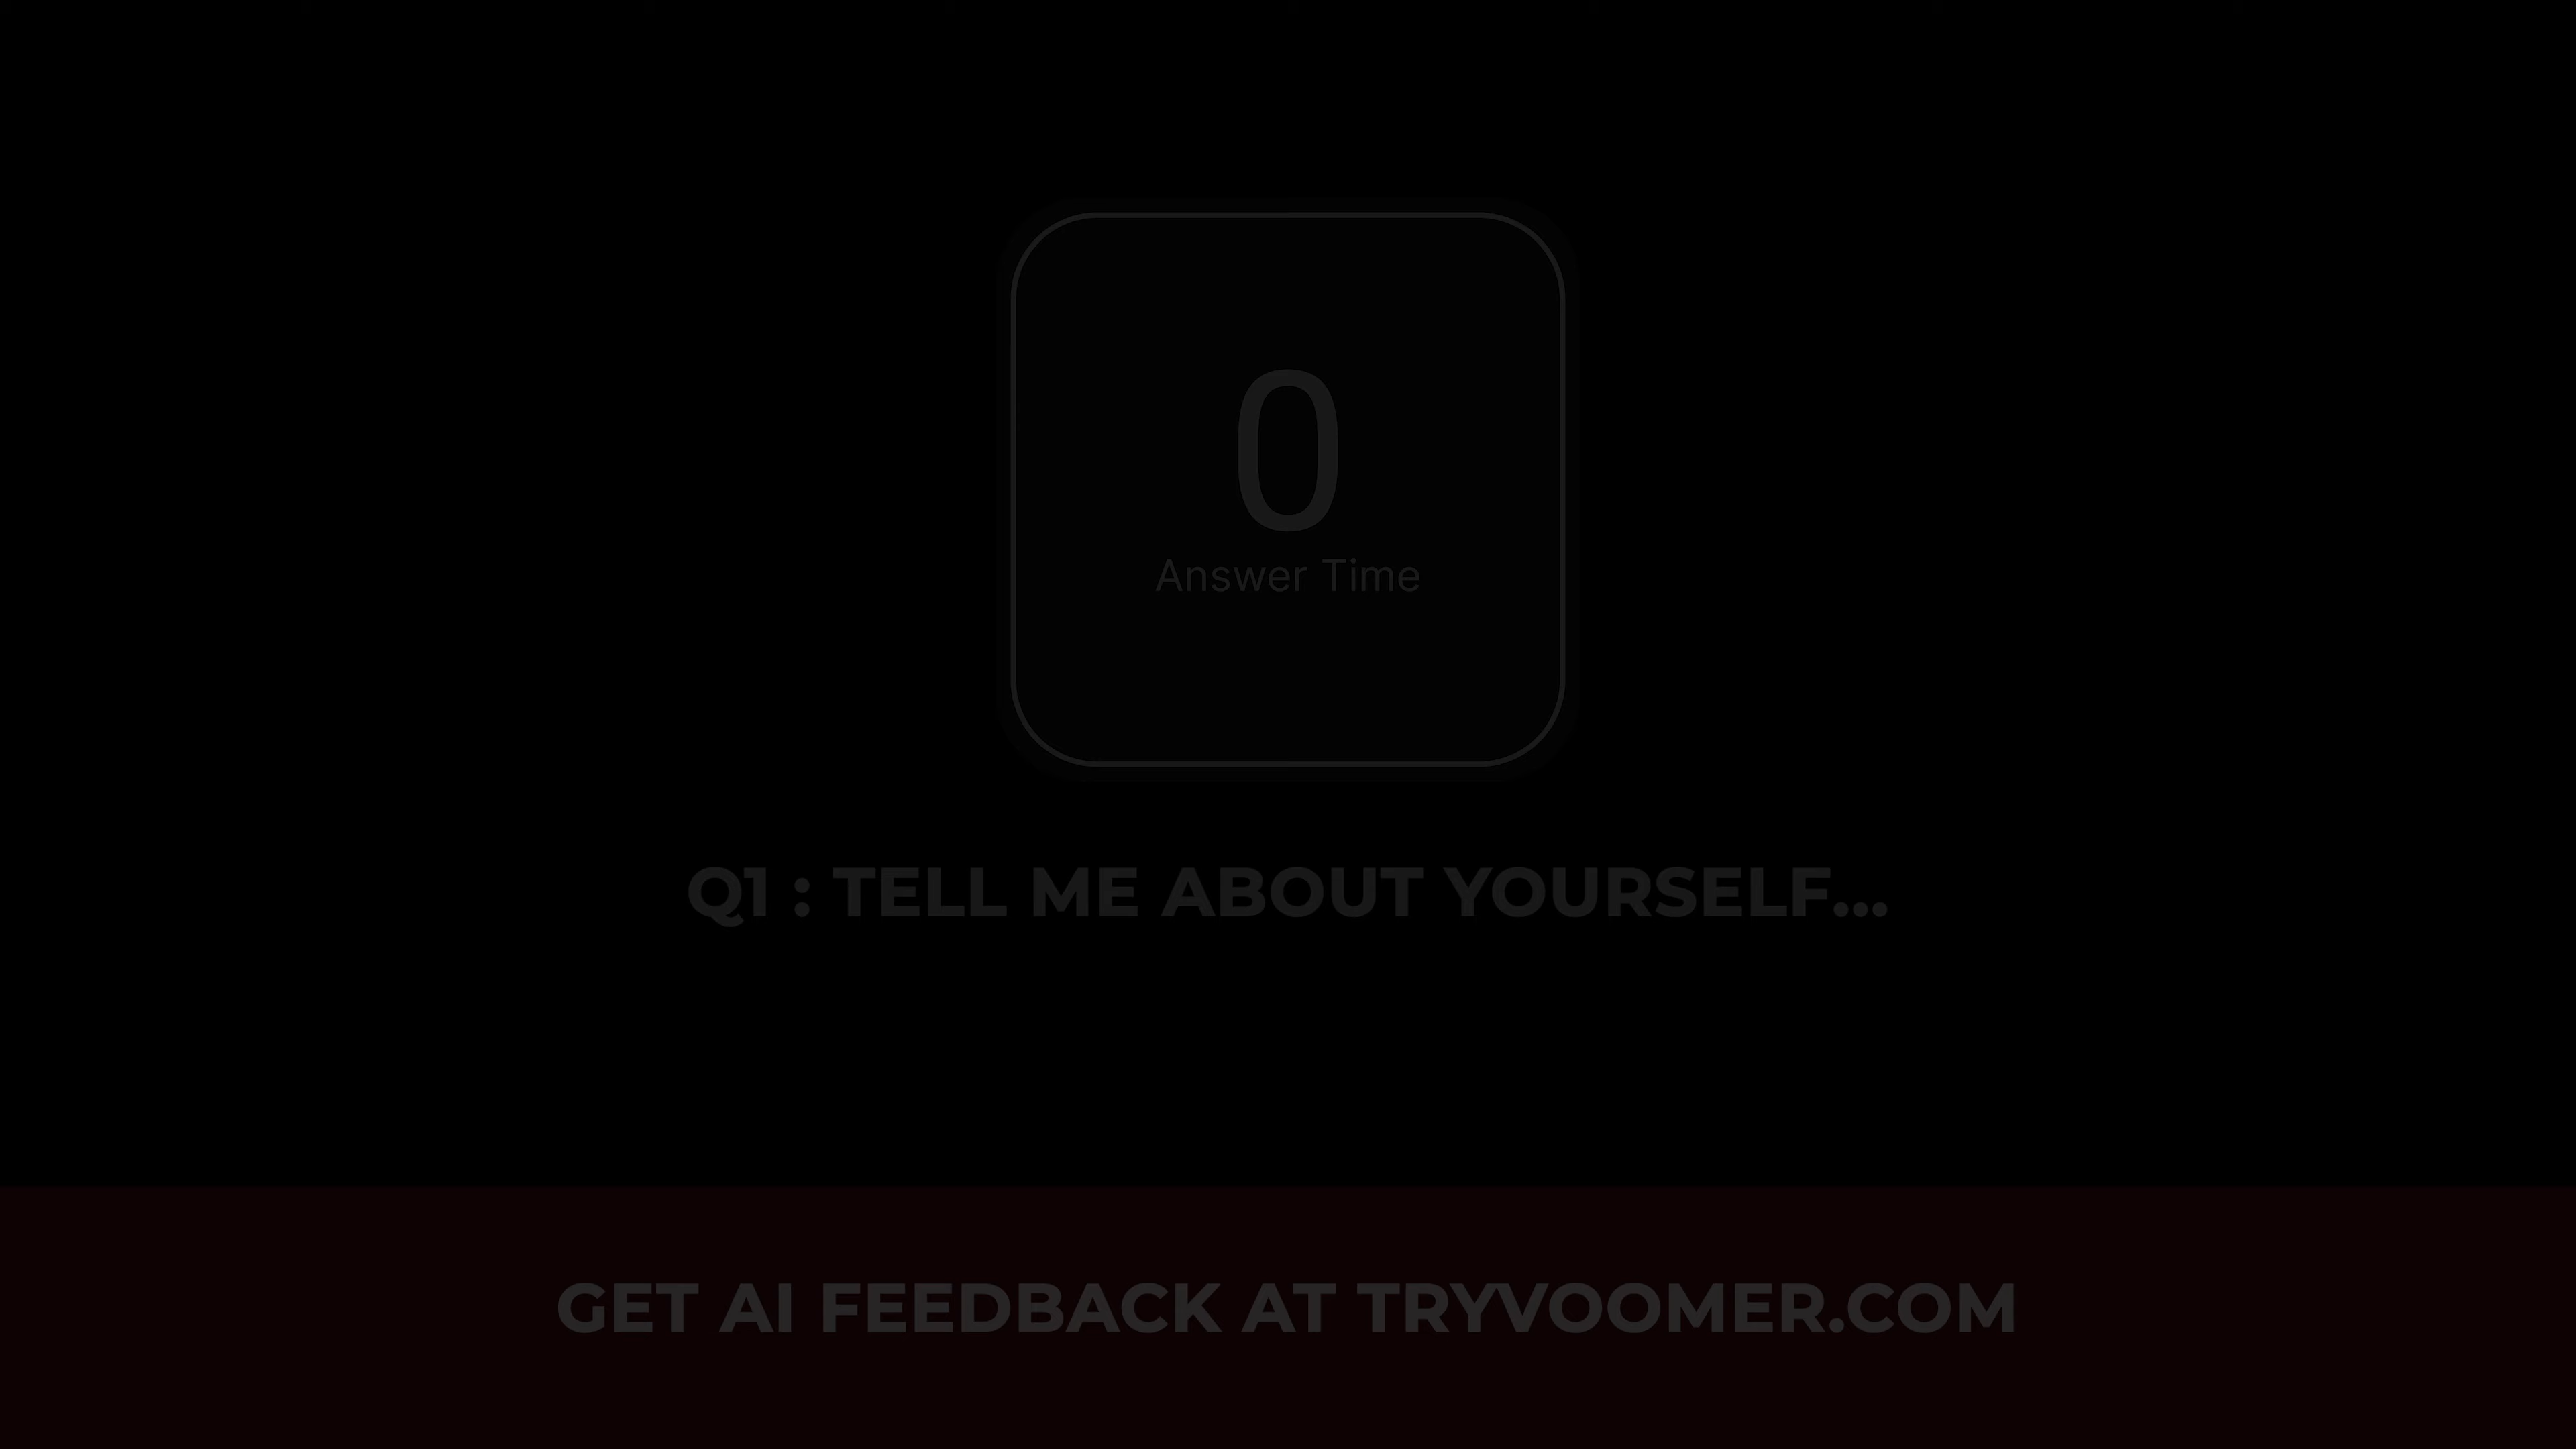 0
Answer Time
Q1 : TELL ME ABOUT YOURSELF...
GET AI FEEDBACK AT TRYVOOMER.COM